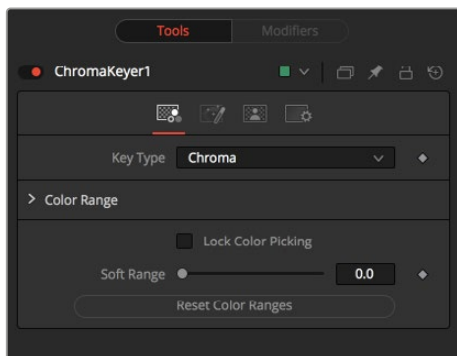 Tools Modifiers
ChromaKeyer1
Key Type Chroma
Color Range
Lock Color Picking
Soft Range 0.0
Reset Color Ranges